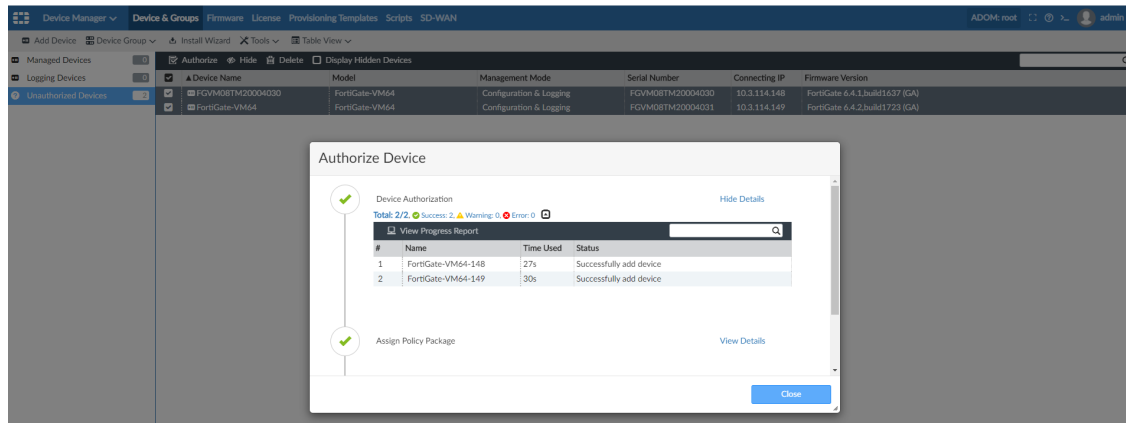 Device Manager Device & Groups Firmware License Provisioning Templates Scripts SD-WAN ADOM: root admin
Add Device Device Group Install Wizard Tools Table View
Managed Devices 0 Authorize Hide Delete Display Hidden Devices
Logging Devices 0 ▲Device Name Model Management Mode Serial Number Connecting IP Firmware Version
Unauthorized Devices 2 FGVM08TM20004030 FortiGate-VM64 Configuration & Logging FGVM08TM20004030 10.3.114.148 FortiGate 6.4.1,build1637 (GA)
FortiGate-VM64 FortiGate-VM64 Configuration & Logging FGVM08TM20004031 10.3.114.149 FortiGate 6.4.2,build1723 (GA)
Authorize Device
Device Authorization Hide Details
Total: 2/2, Success: 2, Warning: 0, Error: 0
View Progress Report
# Name Time Used Status
1 FortiGate-VM64-148 27s Successfully add device
2 FortiGate-VM64-149 30s Successfully add device
Assign Policy Package View Details
Close